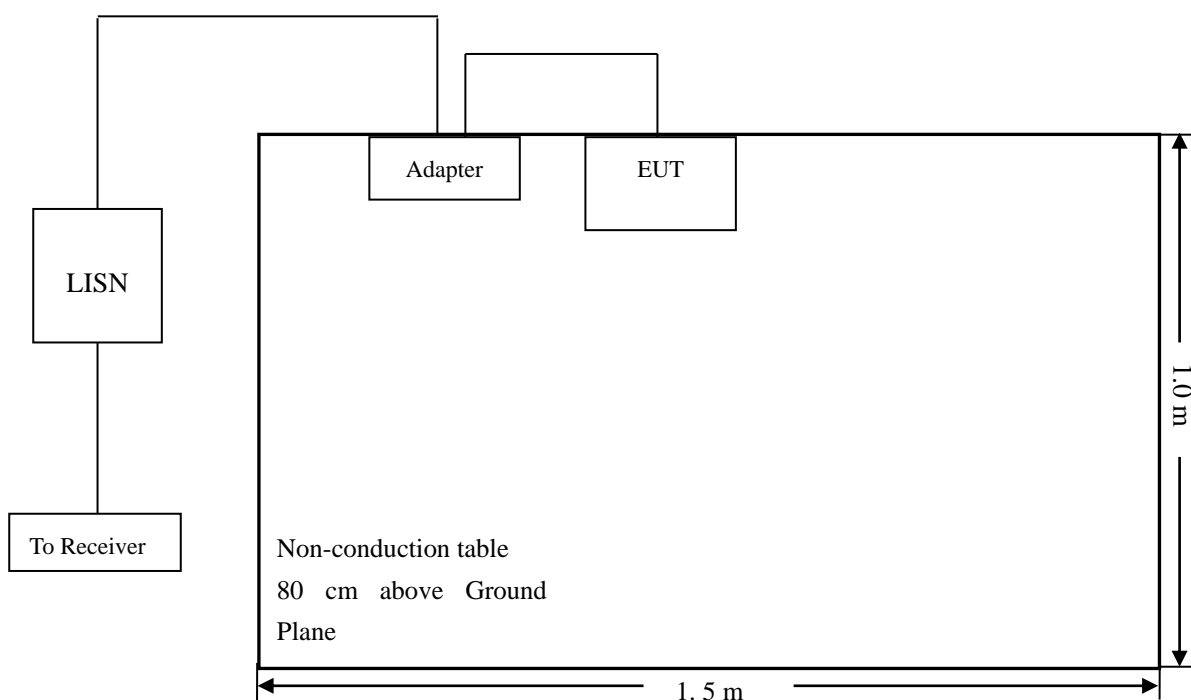 Adapter
EUT
LISN
1.0 m
To Receiver
Non-conduction table
80 cm above Ground
Plane
1. 5 m